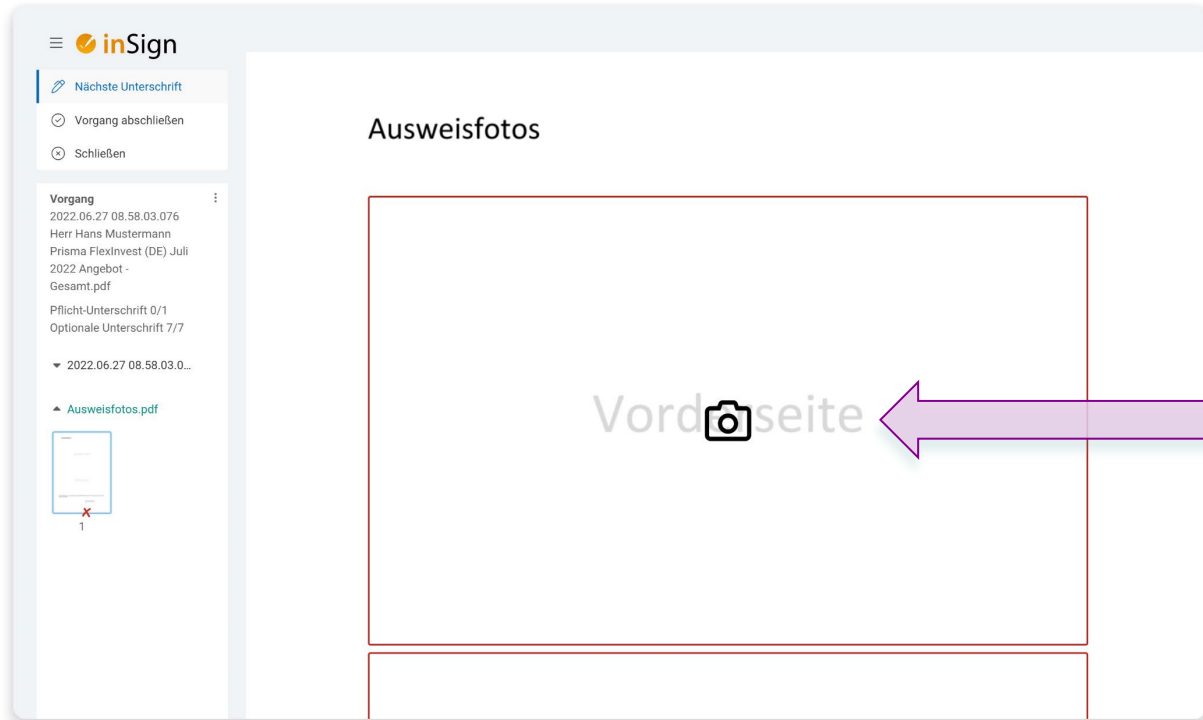 inSign
Nächste Unterschrift
Vorgang abschließen
Schließen
Vorgang
2022.06.27 08.58.03.076
Herr Hans Mustermann
Prisma FlexInvest (DE) Juli
2022 Angebot -
Gesamt.pdf
Pflicht-Unterschrift 0/1
Optionale Unterschrift 7/7
2022.06.27 08.58.03.0...
Ausweisfotos.pdf
1
Ausweisfotos
Vorderseite